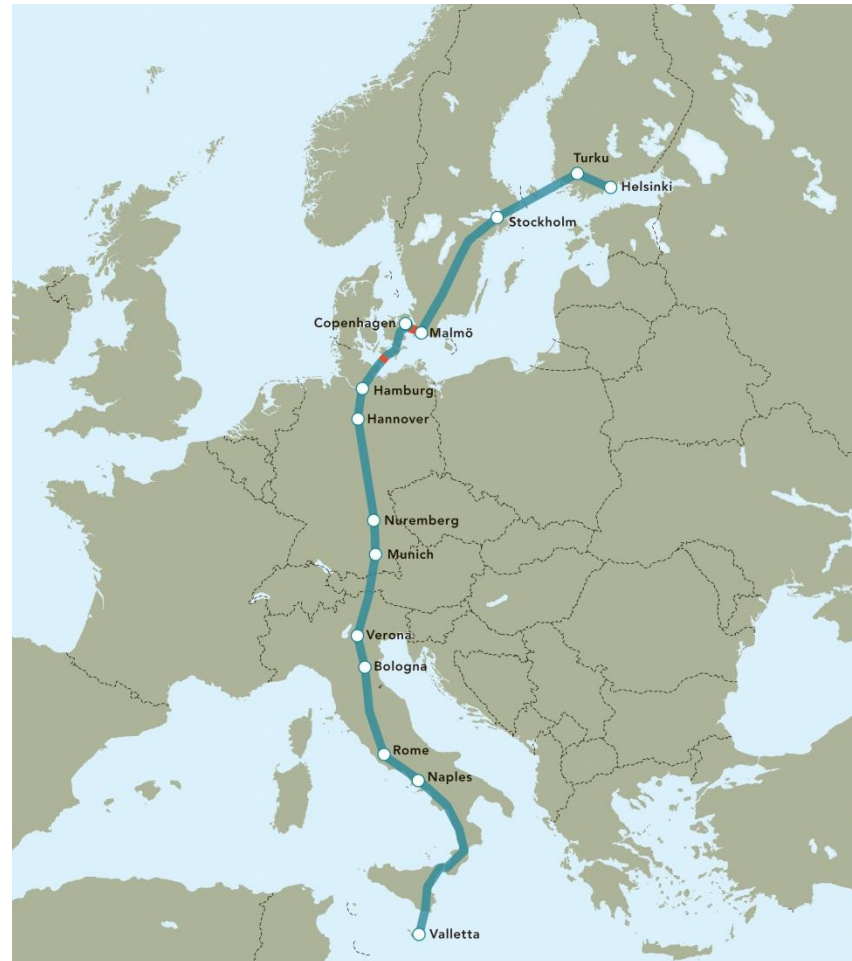 Turku
Helsinki
Stockholm
Copenhagen
Malmö
Hamburg
Hannover
Nuremberg
Munich
Verona
Bologna
Rome
Naples
Valletta